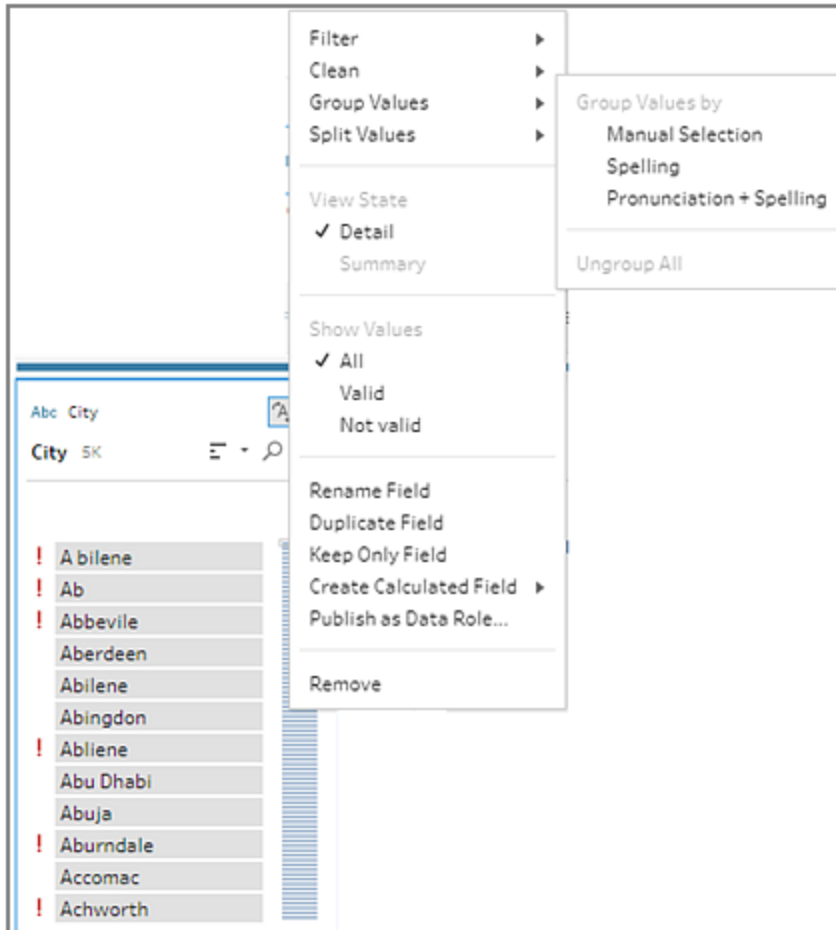 Filter
Clean
Group Values
Split Values
View State
Detail
Summary
Show Values
All
Valid
Not valid
Rename Field
Duplicate Field
Keep Only Field
Create Calculated Field
Publish as Data Role...
Remove
Group Values by
Manual Selection
Spelling
Pronunciation + Spelling
Ungroup All
Abc City
City 5K
! A bilene
! Ab
! Abbevile
Aberdeen
Abilene
Abingdon
! Abliene
Abu Dhabi
Abuja
! Aburndale
Accomac
! Achworth